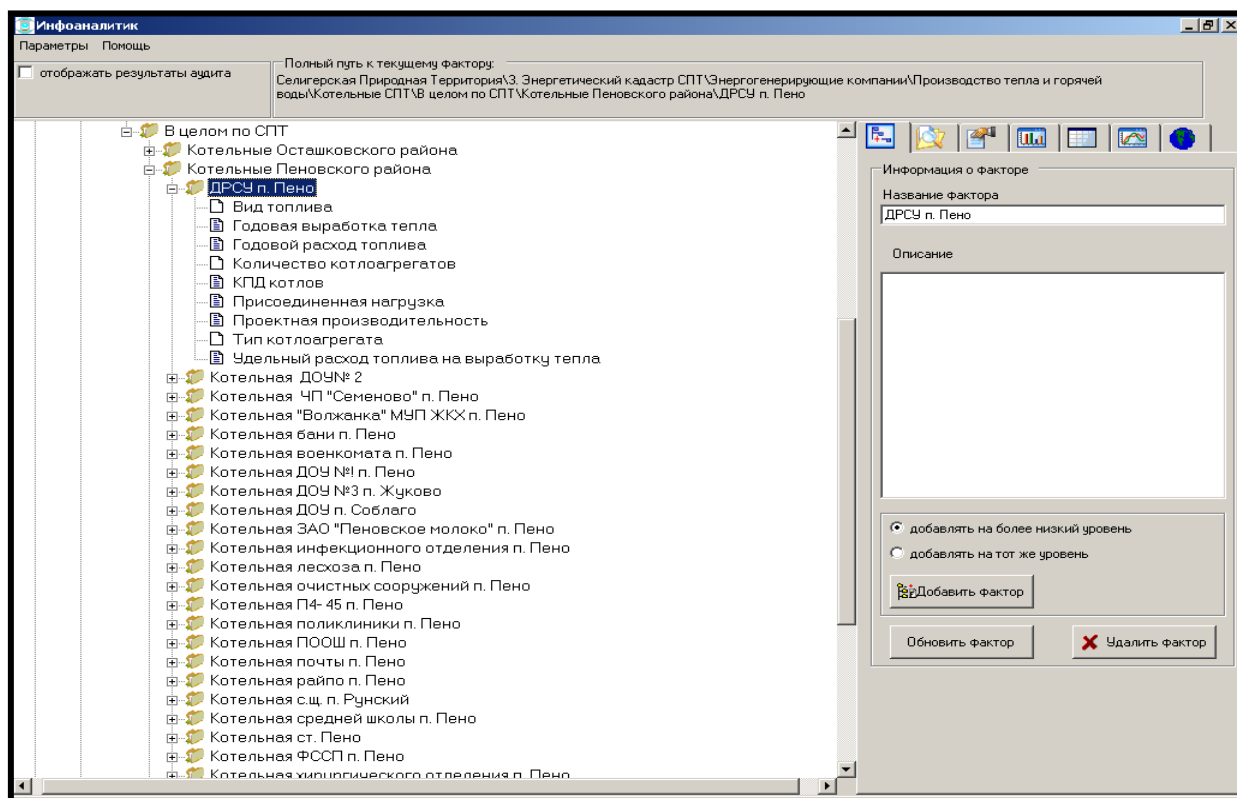 Инфоаналитик
Параметры Помощь
отображать результаты аудита
Полный путь к текущему фактору:
Селигерская Природная Территория\3. Энергетический кадастр СПТ\Энергогенерирующие компании\Производство тепла и горячей
воды\Котельные СПТ\В целом по СПТ\Котельные Пеновского района\ДРСУ п. Пено
В целом по СПТ
Котельные Осташковского района
Котельные Пеновского района
ДРСУ п. Пено
Вид топлива
Годовая выработка тепла
Годовой расход топлива
Количество котлоагрегатов
КПД котлов
Присоединенная нагрузка
Проектная производительность
Тип котлоагрегата
Удельный расход топлива на выработку тепла
Котельная ДОУ№ 2
Котельная ЧП "Семеново" п. Пено
Котельная "Волжанка" МУП ЖКХ п. Пено
Котельная бани п. Пено
Котельная военкомата п. Пено
Котельная ДОУ №! п. Пено
Котельная ДОУ №3 п. Жуково
Котельная ДОУ п. Соблаго
Котельная ЗАО "Пеновское молоко" п. Пено
Котельная инфекционного отделения п. Пено
Котельная лесхоза п. Пено
Котельная очистных сооружений п. Пено
Котельная П4- 45 п. Пено
Котельная поликлиники п. Пено
Котельная ПООШ п. Пено
Котельная почты п. Пено
Котельная райпо п. Пено
Котельная с.щ. п. Рунский
Котельная средней школы п. Пено
Котельная ст. Пено
Котельная ФССП п. Пено
Котельная хирургического отделения п. Пено
Информация о факторе
Название фактора
ДРСУ п. Пено
Описание
добавлять на более низкий уровень
добавлять на тот же уровень
Добавить фактор
Обновить фактор
Удалить фактор